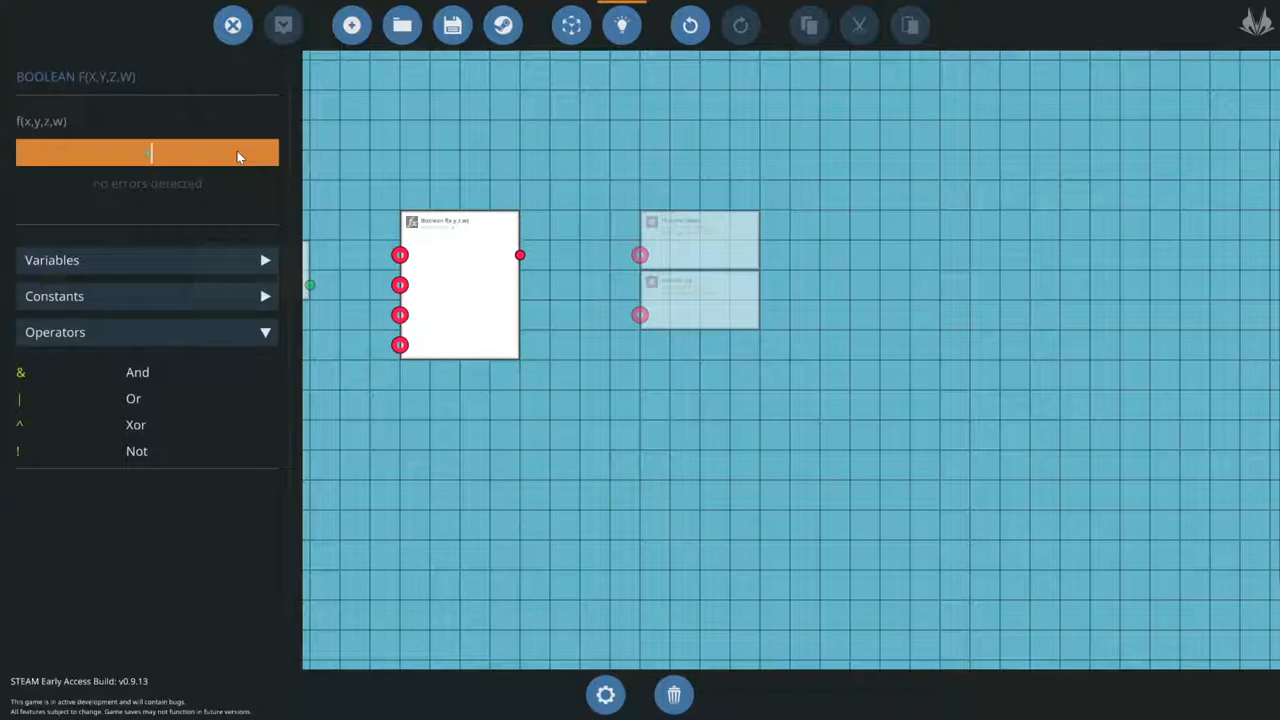 BOOLEAN F(X,Y,Z,W)
f(x,y,z,w)
no errors detected
Boolean f(x,y,z,w)
Variables
Constants
Operators
& And
| Or
^ Xor
! Not
STEAM Early Access Build: v0.9.13
This game is in active development and will contain bugs.
All features subject to change. Game saves may not function in future versions.